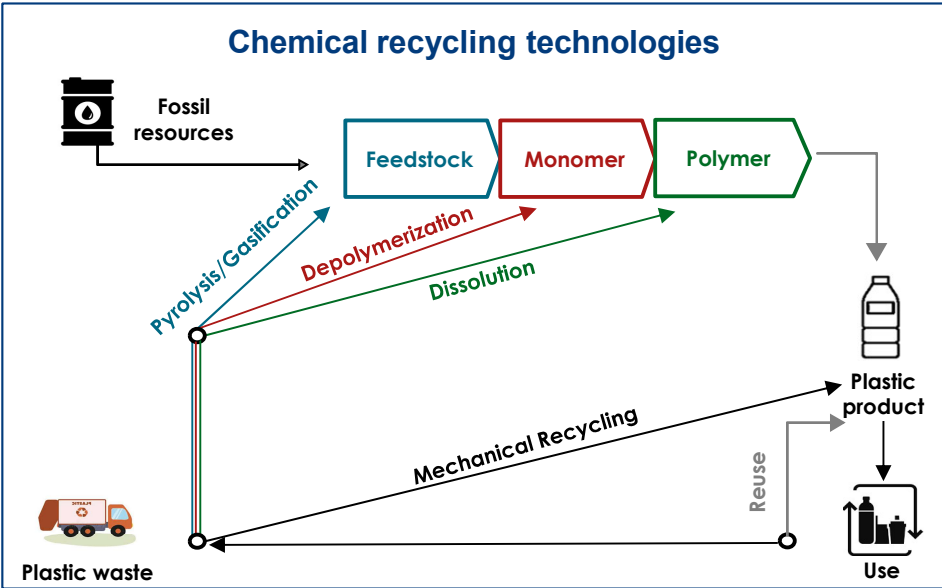 Chemical recycling technologies
Fossil
resources
Feedstock
Monomer
Polymer
Pyrolysis/Gasification
Depolymerization
Dissolution
Plastic
product
Mechanical Recycling
Reuse
Plastic waste
Use